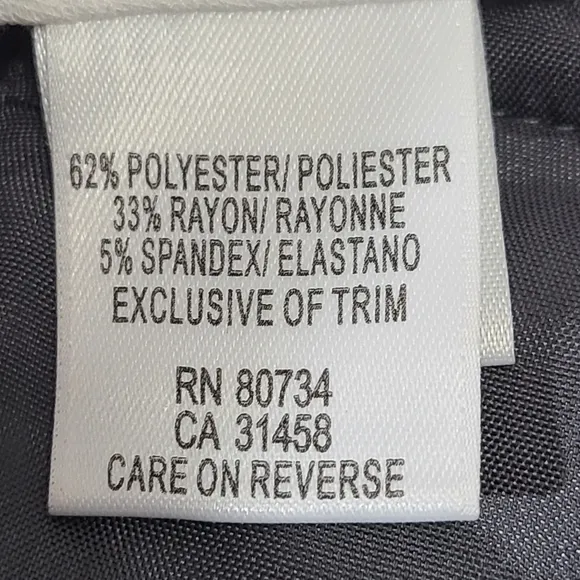 62% POLYESTER/ POLIESTER
33% RAYON/ RAYONNE
5% SPANDEX/ ELASTANO
EXCLUSIVE OF TRIM
RN 80734
CA 31458
CARE ON REVERSE